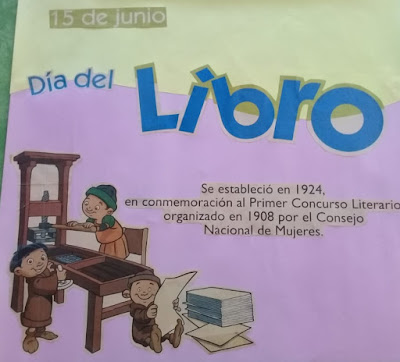 15 de junio
Día del Libro
Se estableció en 1924,
en conmemoración al Primer Concurso Literario
organizado en 1908 por el Consejo
Nacional de Mujeres.